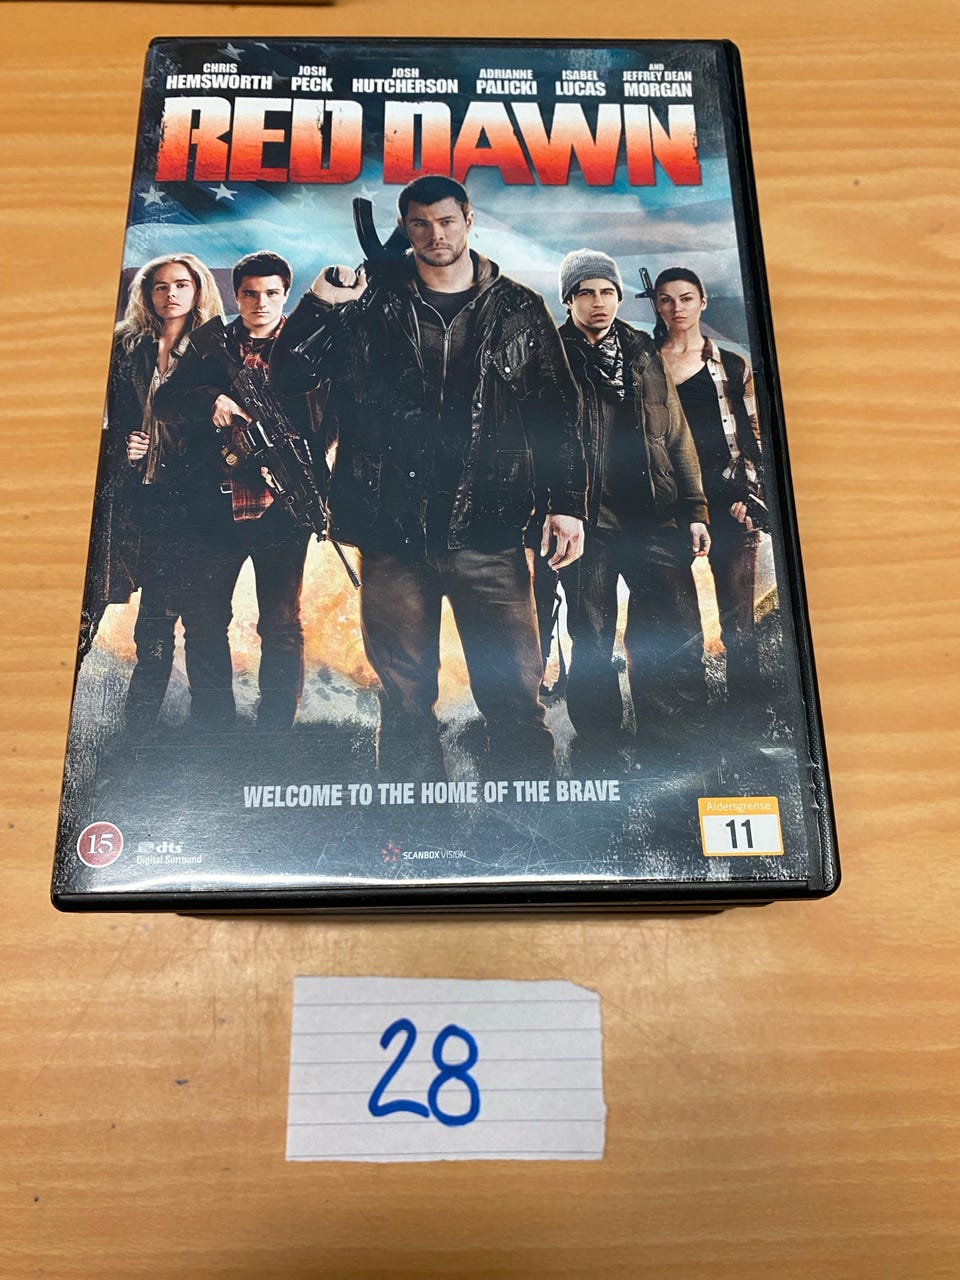 CHRIS HEMSWORTH
JOSH PECK
JOSH HUTCHERSON
ADRIANNE PALICKI
ISABEL LUCAS
AND JEFFREY DEAN MORGAN
RED DAWN
WELCOME TO THE HOME OF THE BRAVE
15
dts
Digital Surround
SCANBOX VISION
Aldersgrense
11
28